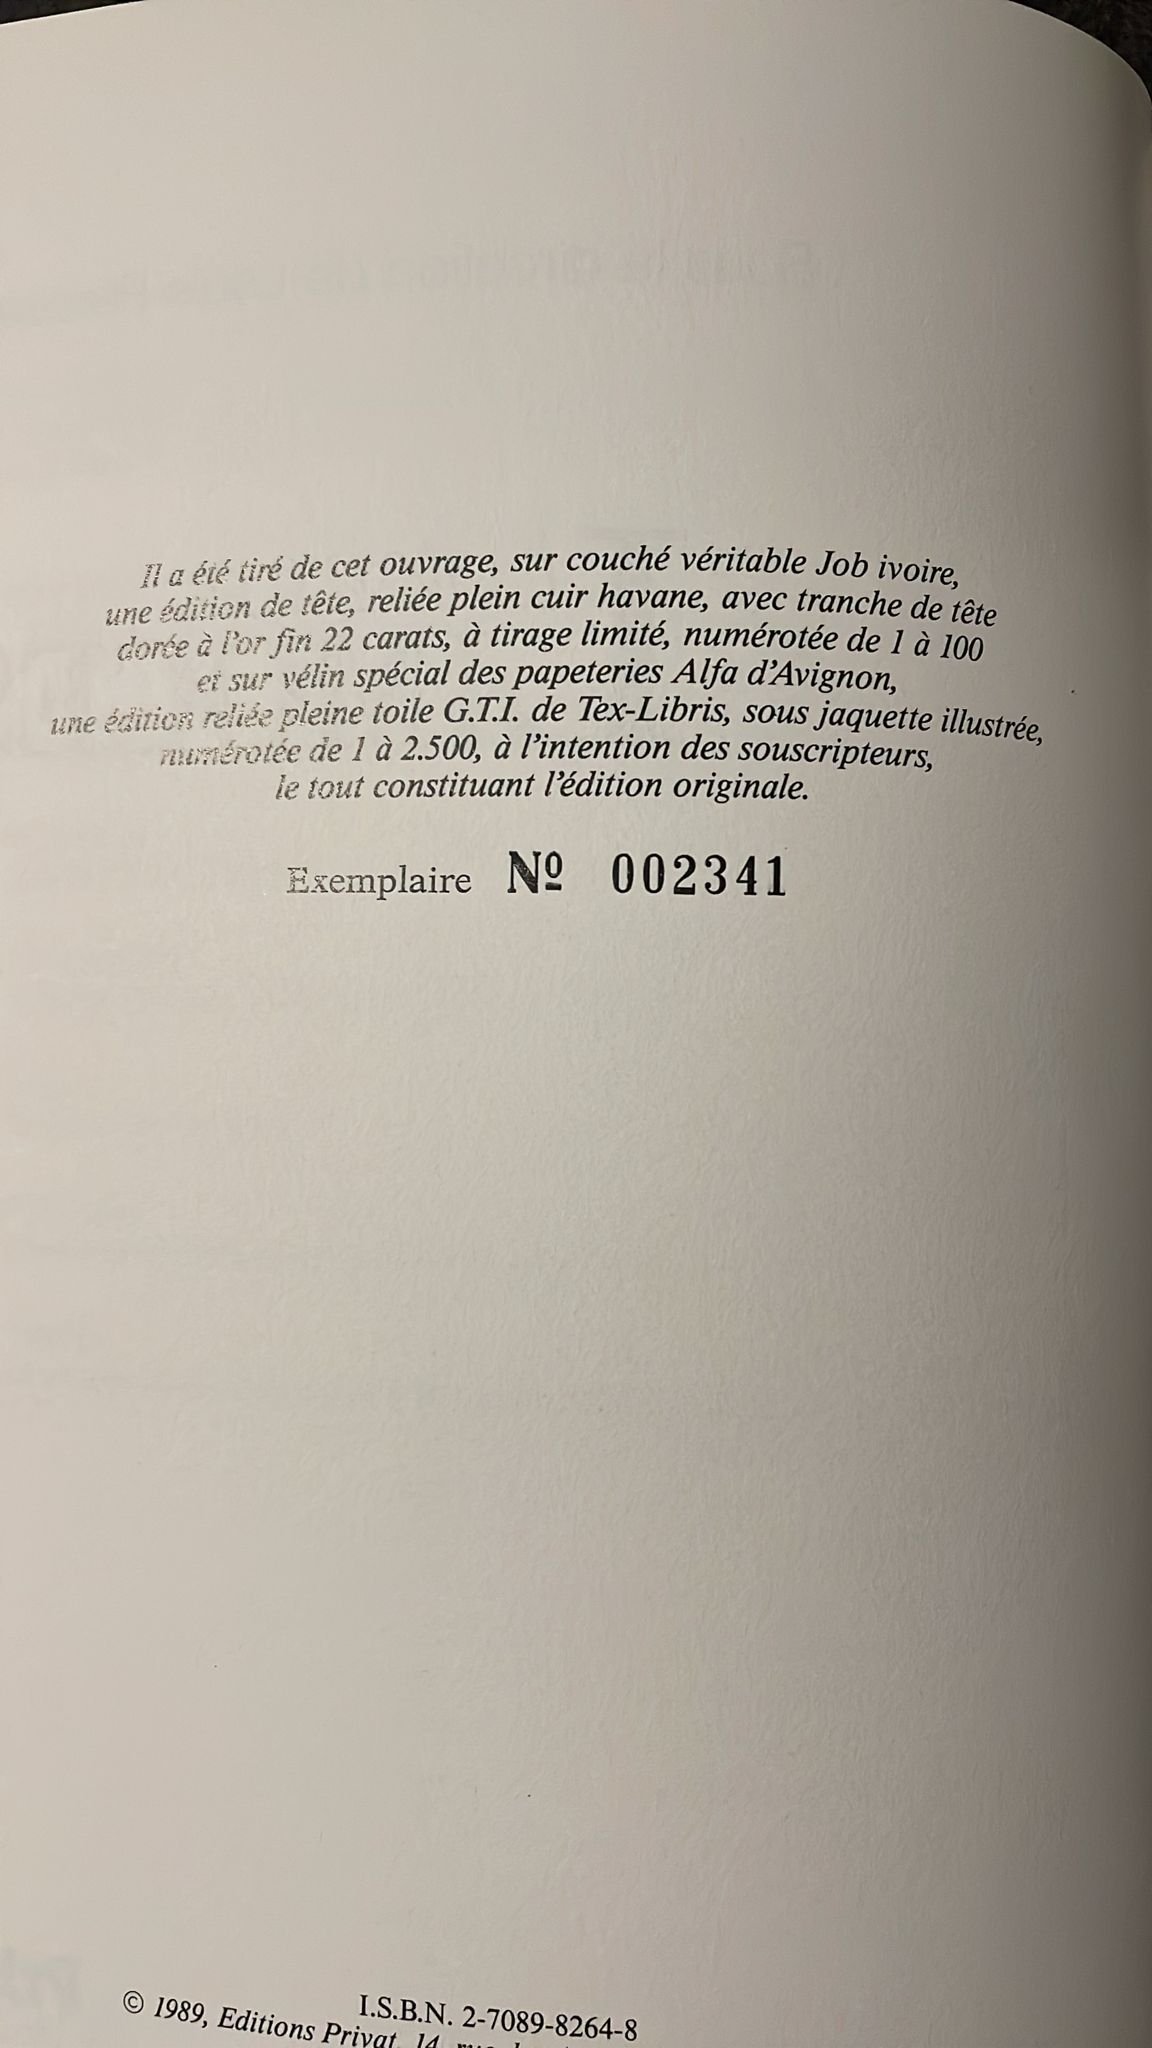 Il a été tiré de cet ouvrage, sur couché véritable Job ivoire,
une édition de tête, reliée plein cuir havane, avec tranche de tête
dorée à l'or fin 22 carats, à tirage limité, numérotée de 1 à 100
et sur vélin spécial des papeteries Alfa d'Avignon,
une édition reliée pleine toile G.T.I. de Tex-Libris, sous jaquette illustrée,
numérotée de 1 à 2.500, à l'intention des souscripteurs,
le tout constituant l'édition originale.
Exemplaire Nº 002341
I.S.B.N. 2-7089-8264-8
© 1989, Editions Privat, 14, rue